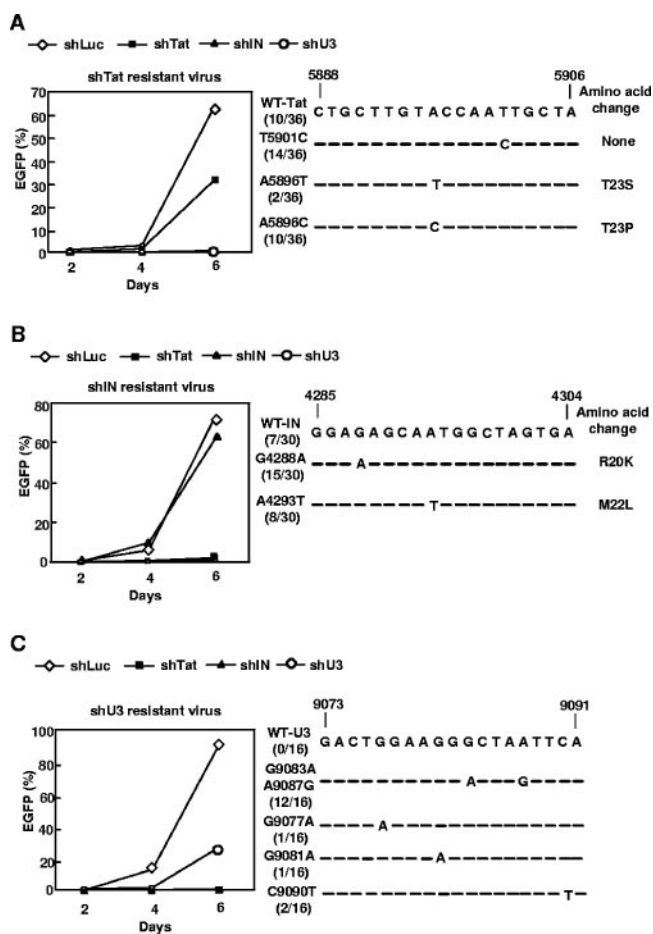 A
shLuc shTat shIN shU3
shTat resistant virus
EGFP (%)
70
60
50
40
30
20
10
0
2 4 6
Days
5888 5906
Amino acid change
WT-Tat (10/36) C T G C T T G T A C C A A T T G C T A
T5901C (14/36) C None
A5896T (2/36) T T23S
A5896C (10/36) C T23P
B
shLuc shTat shIN shU3
shIN resistant virus
EGFP (%)
80
60
40
20
0
2 4 6
Days
4285 4304
Amino acid change
WT-IN (7/30) G G A G A G C A A T G G C T A G T G A
G4288A (15/30) A R20K
A4293T (8/30) T M22L
C
shLuc shTat shIN shU3
shU3 resistant virus
EGFP (%)
100
80
60
40
20
0
2 4 6
Days
9073 9091
WT-U3 (0/16) G A C T G G A A G G G C T A A T T C A
G9083A A9087G (12/16) A G
G9077A (1/16) A
G9081A (1/16) A
C9090T (2/16) T